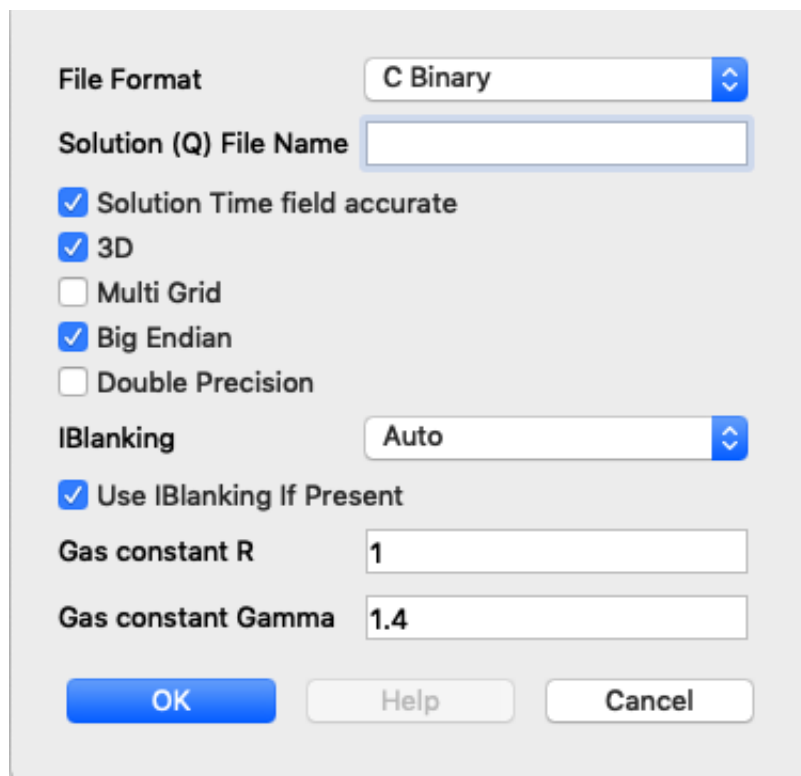 File Format C Binary
Solution (Q) File Name
Solution Time field accurate
3D
Multi Grid
Big Endian
Double Precision
IBlanking Auto
Use IBlanking If Present
Gas constant R 1
Gas constant Gamma 1.4
OK Help Cancel